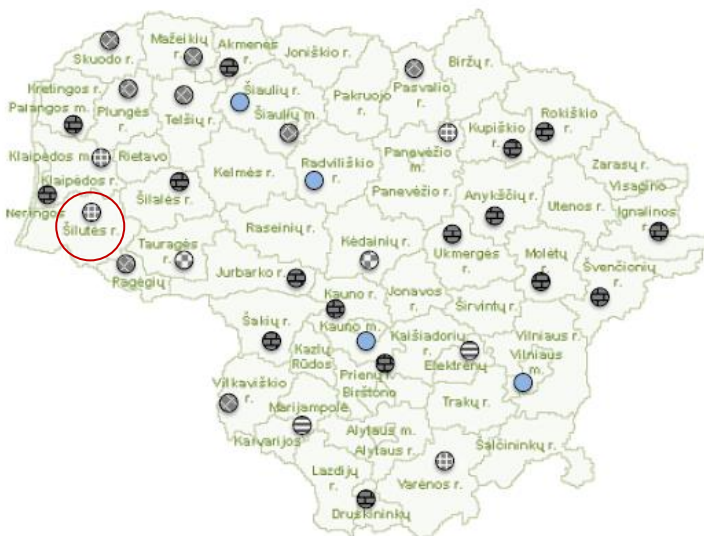 Skuodo r.
Mažeikių
r.
Akmenės
r.
Joniškio r.
Biržų r.
Kretingos r.
Plungės
r.
Telšių r.
Šiaulių r.
Šiaulių m.
Pakruojo r.
Pasvalio
r.
Rokiškio
r.
Palangos m.
Kupiškio
r.
Klaipėdos m.
Rietavo
Klaipėdos r.
Kelmės r.
Radviliškio
r.
Panevėžio
m.
Panevėžio r.
Zarasų r.
Visagino
Neringos
Šilalės r.
Anykščių
r.
Utenos r.
Ignalinos
r.
Šilutės r.
Tauragės
r.
Raseinių r.
Kėdainių r.
Ukmergės
r.
Molėtų
r.
Pagėgių
Jurbarko r.
Jonavos
r.
Širvintų r.
Švenčionių r.
Kauno r.
Šakių r.
Kauno m.
Kaišiadorių
r.
Vilniaus r.
Kazlų
Rūdos
Prienų r.
Elektrėnų
Vilniaus
m.
Vilkaviškio
r.
Birštono
Trakų r.
Marijampolė
Kalvarijos
Alytaus m.
Alytaus r.
Šalčininkų r.
Lazdijų
r.
Varėnos r.
Druskininkų